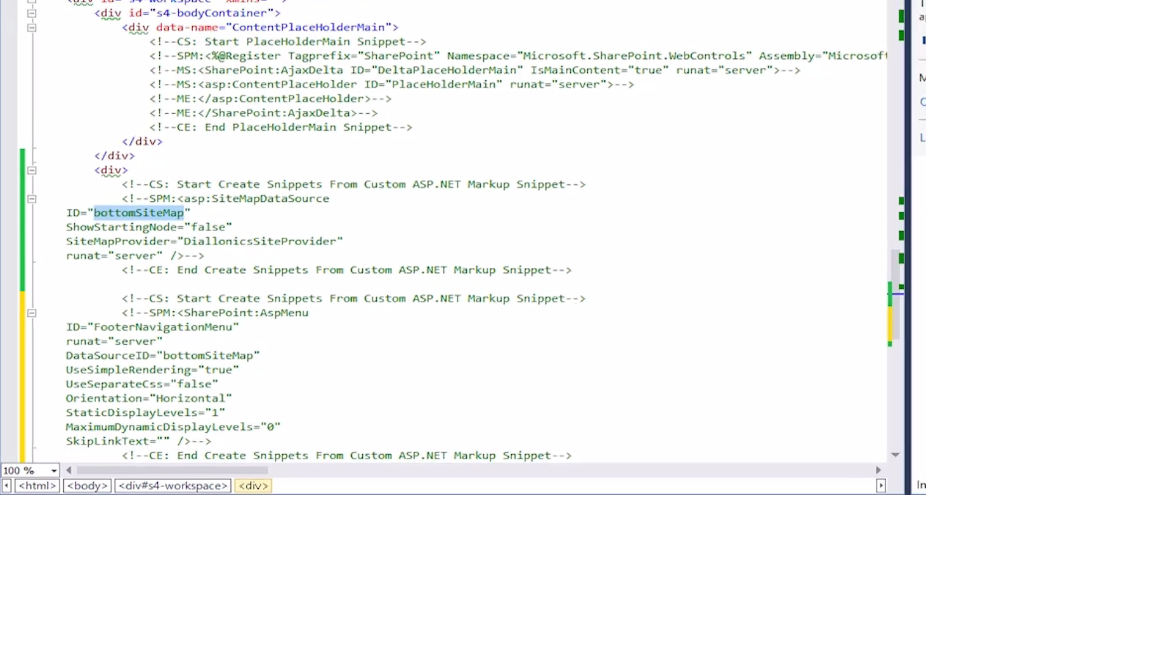 <div id="s4-bodyContainer">
<div data-name="ContentPlaceHolderMain">
<!--CS: Start PlaceHolderMain Snippet-->
<!--SPM:<%@Register Tagprefix="SharePoint" Namespace="Microsoft.SharePoint.WebControls" Assembly="Microsoft
<!--MS:<SharePoint:AjaxDelta ID="DeltaPlaceHolderMain" IsMainContent="true" runat="server">-->
<!--MS:<asp:ContentPlaceHolder ID="PlaceHolderMain" runat="server">-->
<!--ME:</asp:ContentPlaceHolder>-->
<!--ME:</SharePoint:AjaxDelta>-->
<!--CE: End PlaceHolderMain Snippet-->
</div>
</div>
<div>
<!--CS: Start Create Snippets From Custom ASP.NET Markup Snippet-->
<!--SPM:<asp:SiteMapDataSource
ID="bottomSiteMap"
ShowStartingNode="false"
SiteMapProvider="DiallonicsSiteProvider"
runat="server" />-->
<!--CE: End Create Snippets From Custom ASP.NET Markup Snippet-->
<!--CS: Start Create Snippets From Custom ASP.NET Markup Snippet-->
<!--SPM:<SharePoint:AspMenu
ID="FooterNavigationMenu"
runat="server"
DataSourceID="bottomSiteMap"
UseSimpleRendering="true"
UseSeparateCss="false"
Orientation="Horizontal"
StaticDisplayLevels="1"
MaximumDynamicDisplayLevels="0"
SkipLinkText="" />-->
<!--CE: End Create Snippets From Custom ASP.NET Markup Snippet-->
100 %
<html> <body> <div#s4-workspace> <div>